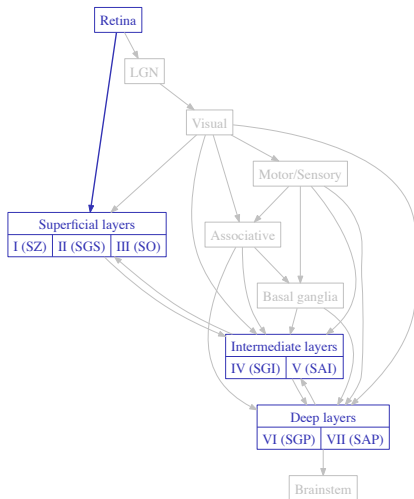 Retina
LGN
Visual
Motor/Sensory
Superficial layers
I (SZ) II (SGS) III (SO)
Associative
Basal ganglia
Intermediate layers
IV (SGI) V (SAI)
Deep layers
VI (SGP) VII (SAP)
Brainstem